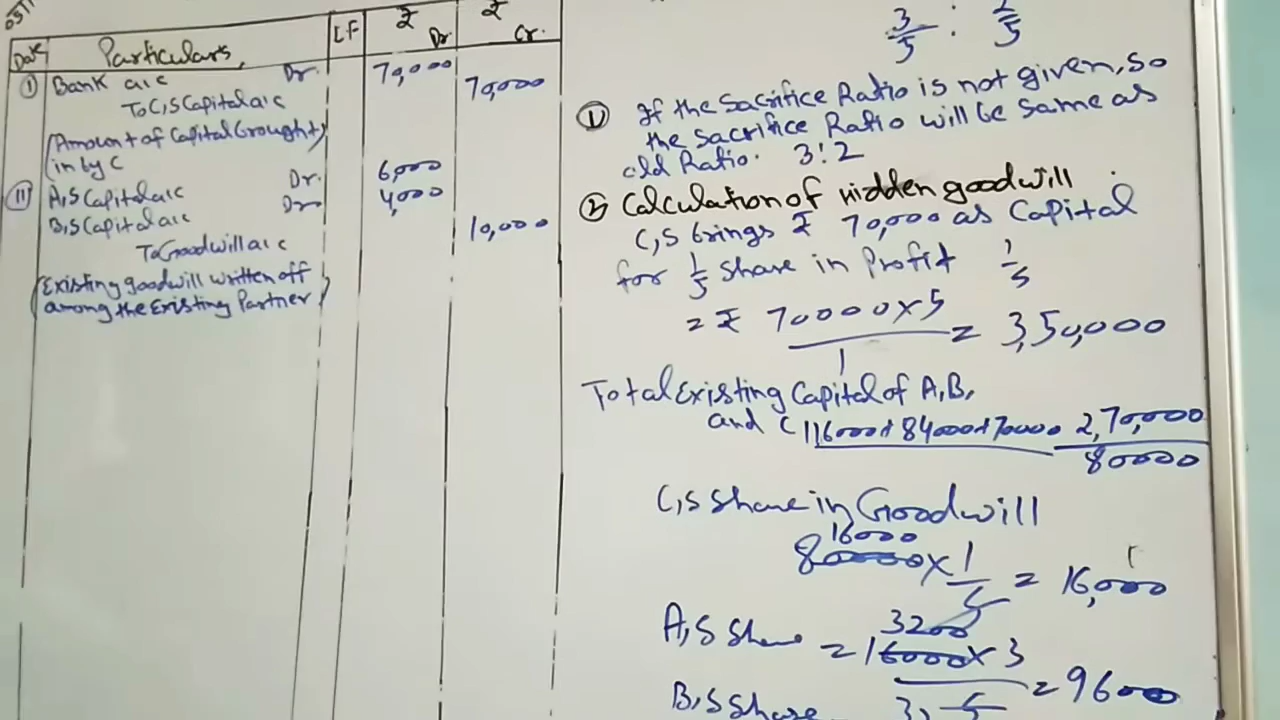 0311
Date Particulars, LF ₹ Dr ₹ Cr.
① Bank a/c Dr. 70,000
To C,S Capital a/c 70,000
(Amount of Capital brought
in by C
(II) A,S Capital a/c Dr. 6,000
B,S Capital a/c Dr 4,000
To Goodwill a/c 10,000
(Existing goodwill written off
among the Existing Partner)
3/5 : 2/5
① If the Sacrifice Ratio is not given, so
the Sacrifice Ratio will be same as
old Ratio. 3:2
② Calculation of hidden goodwill
C,S brings ₹ 70,000 as Capital
for 1/5 Share in Profit 1/5
= ₹ 70000×5/1 = 3,50,000
Total Existing Capital of A,B,
and C 116000+84000+70000 = 2,70,000
80000
C,S Share in Goodwill
16000
80000 × 1/5 = 16,000
A,S Share = 16000×3/5 = 9600
3200
B,S Share